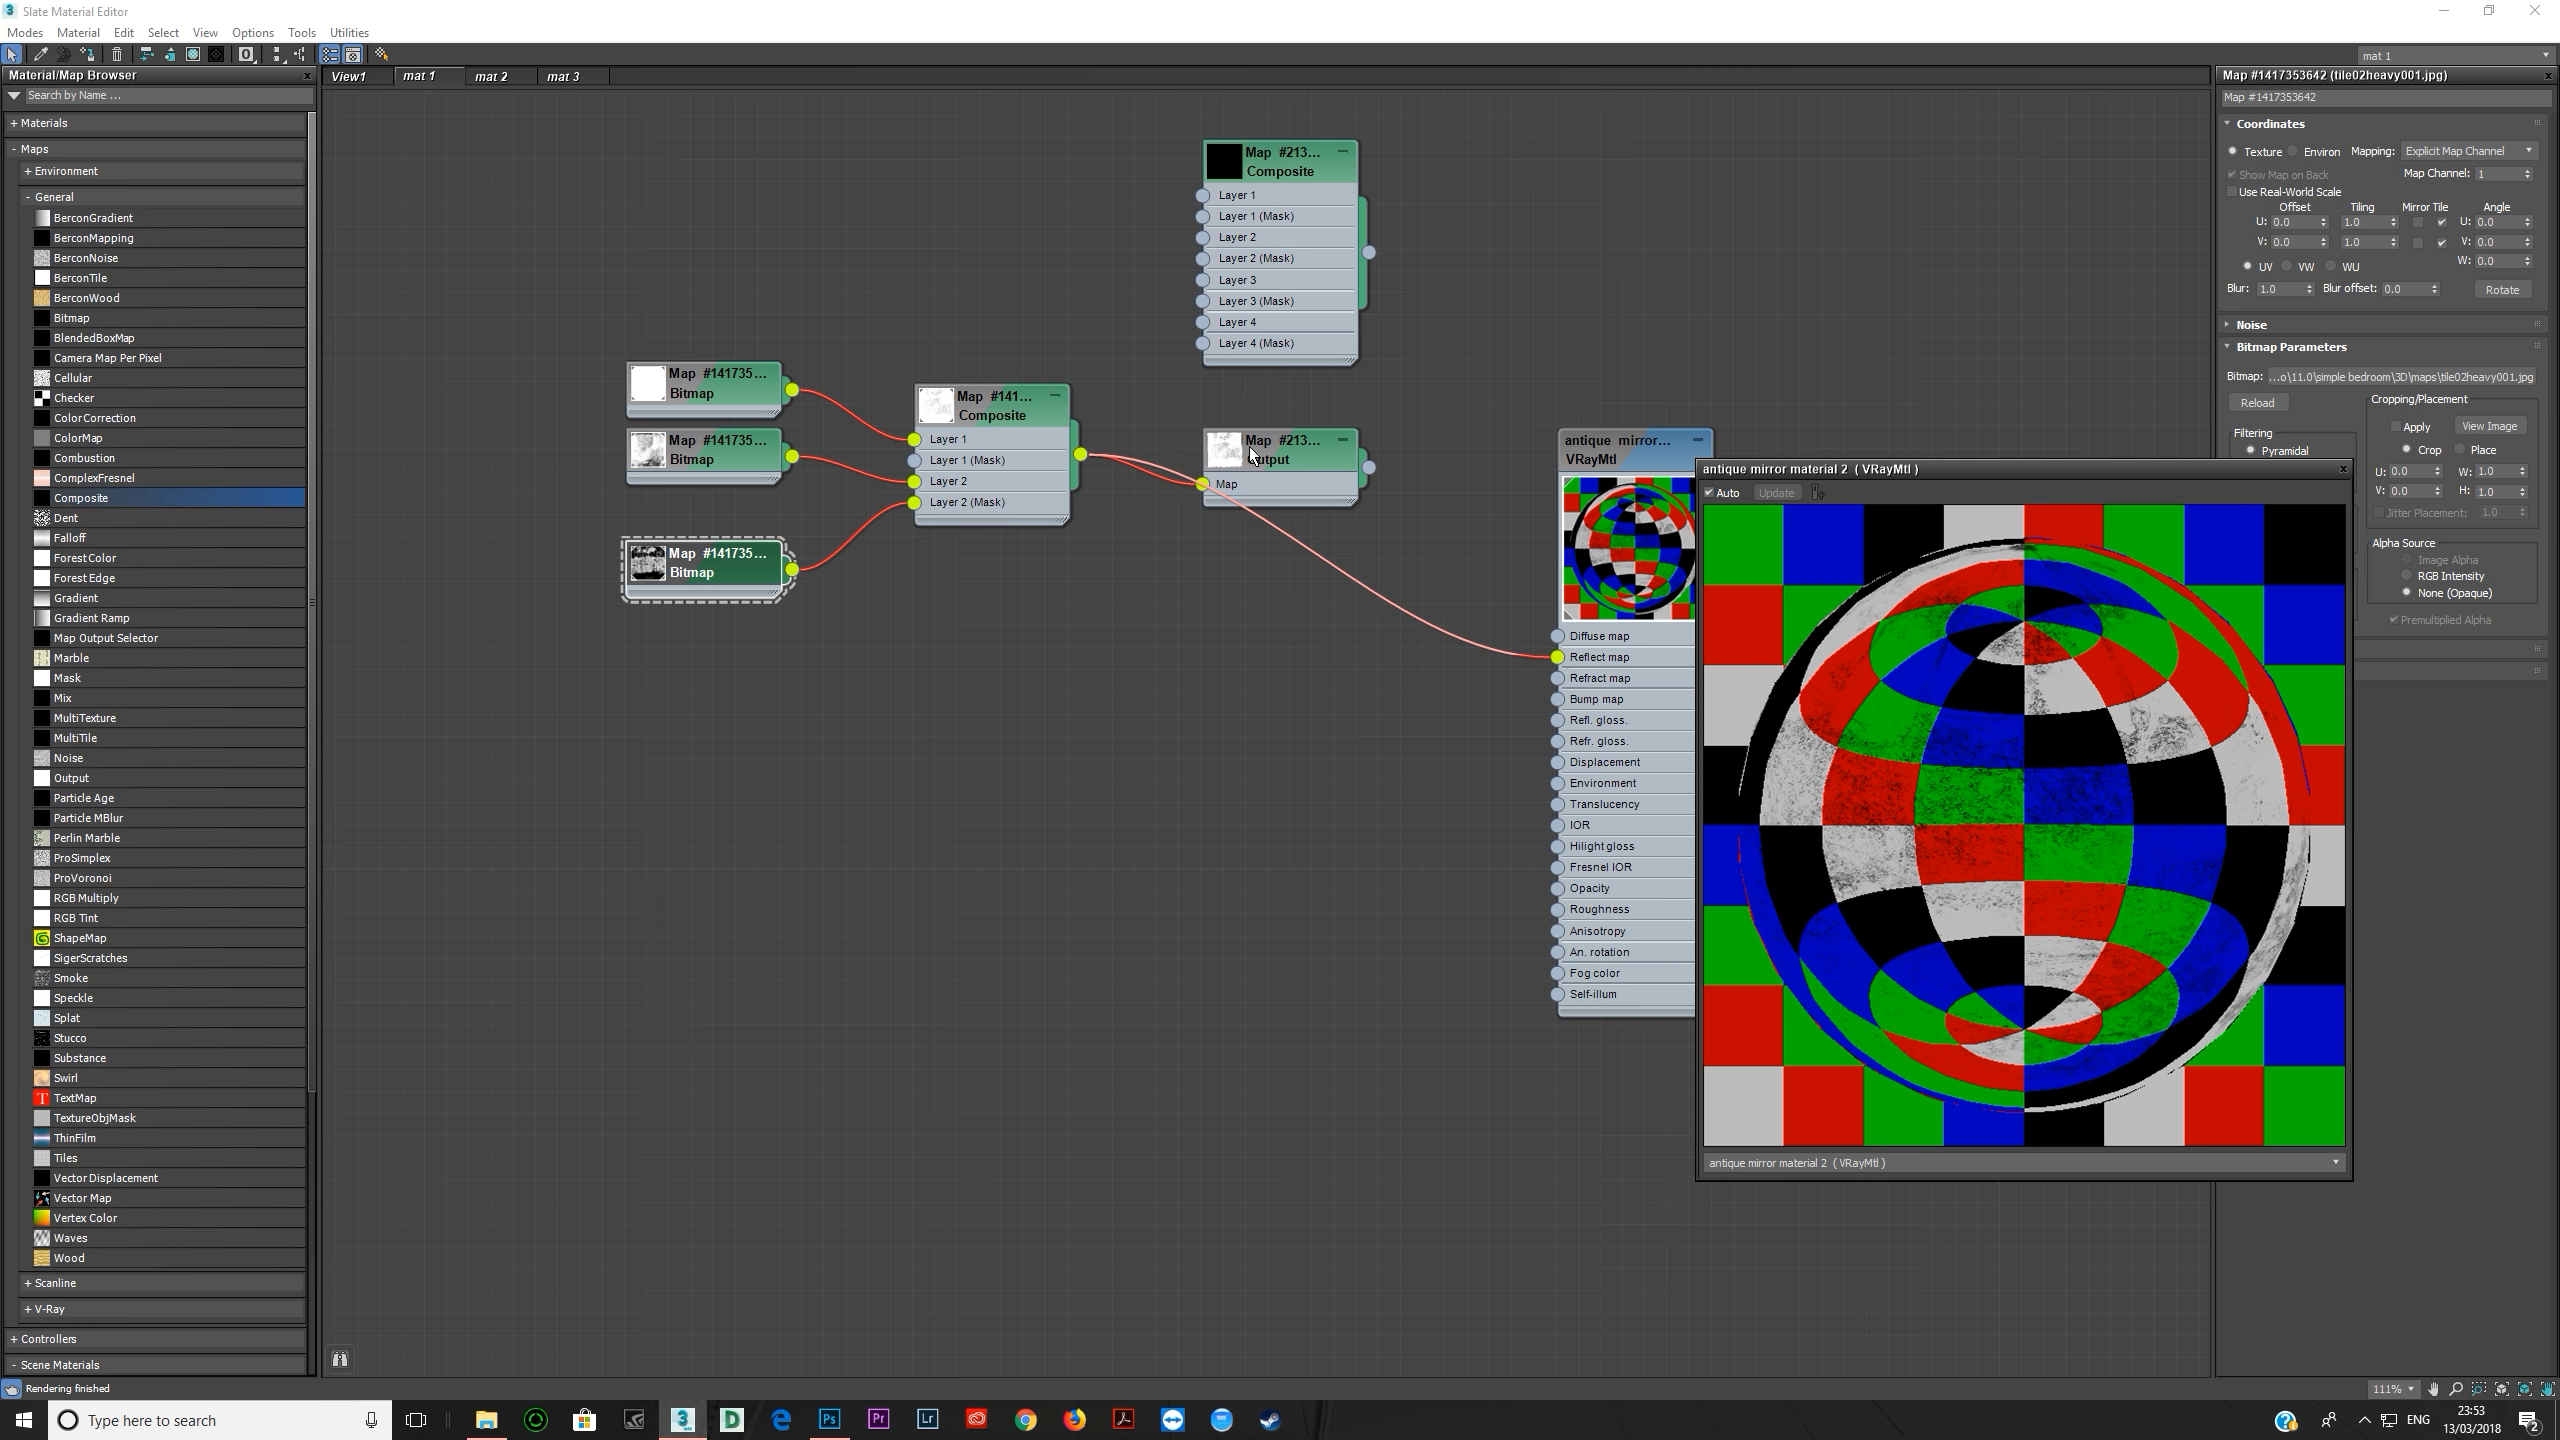 Slate Material Editor
Modes Material Edit Select View Options Tools Utilities
mat 1
Material/Map Browser
Search by Name ...
+ Materials
- Maps
+ Environment
- General
BerconGradient
BerconMapping
BerconNoise
BerconTile
BerconWood
Bitmap
BlendedBoxMap
Camera Map Per Pixel
Cellular
Checker
ColorCorrection
ColorMap
Combustion
ComplexFresnel
Composite
Dent
Falloff
ForestColor
Forest Edge
Gradient
Gradient Ramp
Map Output Selector
Marble
Mask
Mix
MultiTexture
MultiTile
Noise
Output
Particle Age
Particle MBlur
Perlin Marble
ProSimplex
ProVoronoi
RGB Multiply
RGB Tint
ShapeMap
SigerScratches
Smoke
Speckle
Splat
Stucco
Substance
Swirl
TextMap
TextureObjMask
ThinFilm
Tiles
Vector Displacement
Vector Map
Vertex Color
Waves
Wood
+ Scanline
+ V-Ray
+ Controllers
- Scene Materials
Rendering finished
View1 mat 1 mat 2 mat 3
Map #213...
Composite
Layer 1
Layer 1 (Mask)
Layer 2
Layer 2 (Mask)
Layer 3
Layer 3 (Mask)
Layer 4
Layer 4 (Mask)
Map #141735...
Bitmap
Map #141735...
Bitmap
Map #141735...
Bitmap
Map #141...
Composite
Layer 1
Layer 1 (Mask)
Layer 2
Layer 2 (Mask)
Map #213...
Output
Map
antique mirror...
VRayMtl
Diffuse map
Reflect map
Refract map
Bump map
Refl. gloss.
Refr. gloss.
Displacement
Environment
Translucency
IOR
Hilight gloss
Fresnel IOR
Opacity
Roughness
Anisotropy
An. rotation
Fog color
Self-illum
antique mirror material 2 ( VRayMtl )
Auto Update
antique mirror material 2 ( VRayMtl )
Map #1417353642 (tile02heavy001.jpg)
Map #1417353642
Coordinates
Texture Environ Mapping: Explicit Map Channel
Show Map on Back Map Channel: 1
Use Real-World Scale
Offset Tiling Mirror Tile Angle
U: 0.0 1.0 U: 0.0
V: 0.0 1.0 V: 0.0
W: 0.0
UV VW WU
Blur: 1.0 Blur offset: 0.0 Rotate
Noise
Bitmap Parameters
Bitmap: ...o\11.0\simple bedroom\3D\maps\tile02heavy001.jpg
Reload Cropping/Placement
Apply View Image
Filtering
Pyramidal
Crop Place
U: 0.0 W: 1.0
V: 0.0 H: 1.0
Jitter Placement: 1.0
Alpha Source
Image Alpha
RGB Intensity
None (Opaque)
Premultiplied Alpha
111%
Type here to search
3
D
Ps
Pr
Lr
ENG
23:53
13/03/2018
2